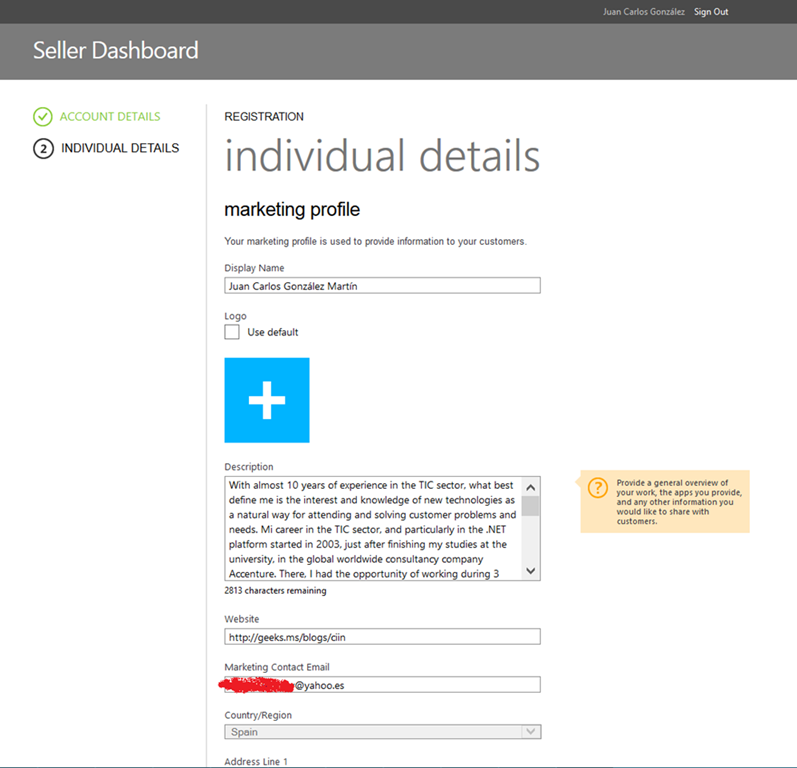 Juan Carlos González Sign Out
Seller Dashboard
ACCOUNT DETAILS
2 INDIVIDUAL DETAILS
REGISTRATION
individual details
marketing profile
Your marketing profile is used to provide information to your customers.
Display Name
Juan Carlos González Martín
Logo
Use default
Description
With almost 10 years of experience in the TIC sector, what best
define me is the interest and knowledge of new technologies as
a natural way for attending and solving customer problems and
needs. Mi career in the TIC sector, and particularly in the .NET
platform started in 2003, just after finishing my studies at the
university, in the global worldwide consultancy company
Accenture. There, I had the opportunity of working during 3
2813 characters remaining
?
Provide a general overview of
your work, the apps you provide,
and any other information you
would like to share with
customers.
Website
http://geeks.ms/blogs/ciin
Marketing Contact Email
@yahoo.es
Country/Region
Spain
Address Line 1